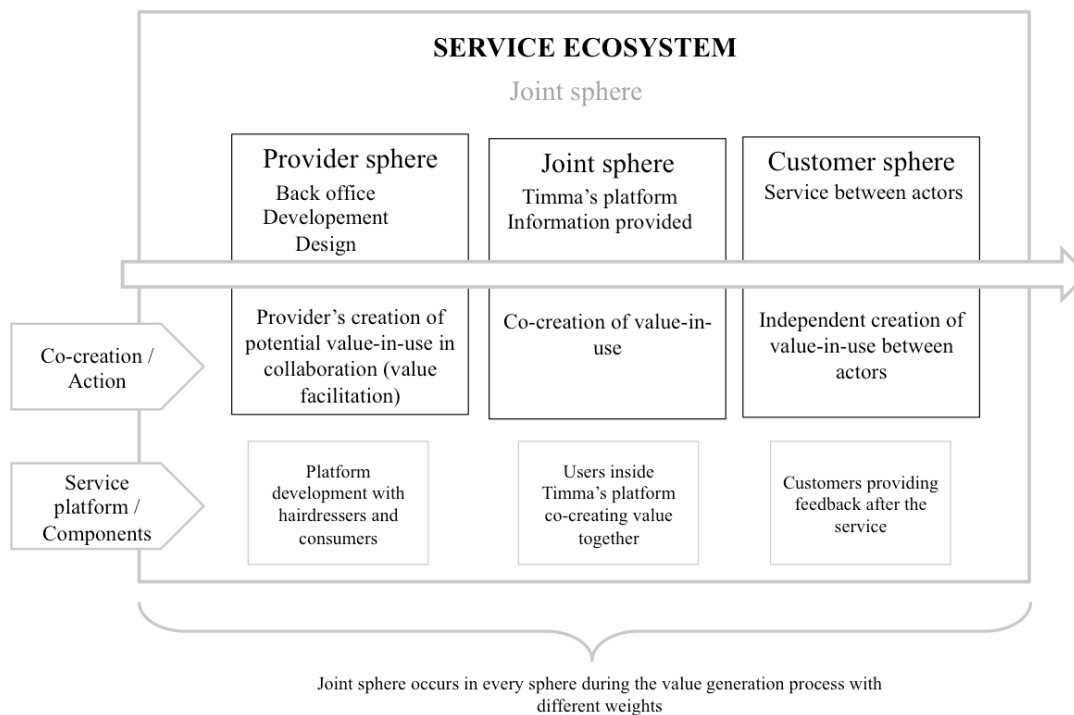 SERVICE ECOSYSTEM
Joint sphere
Provider sphere
Back office
Developement
Design
Joint sphere
Timma's platform
Information provided
Customer sphere
Service between actors
Co-creation /
Action
Provider's creation of
potential value-in-use in
collaboration (value
facilitation)
Co-creation of value-in-
use
Independent creation of
value-in-use between
actors
Service
platform /
Components
Platform
development with
hairdressers and
consumers
Users inside
Timma's platform
co-creating value
together
Customers providing
feedback after the
service
Joint sphere occurs in every sphere during the value generation process with
different weights